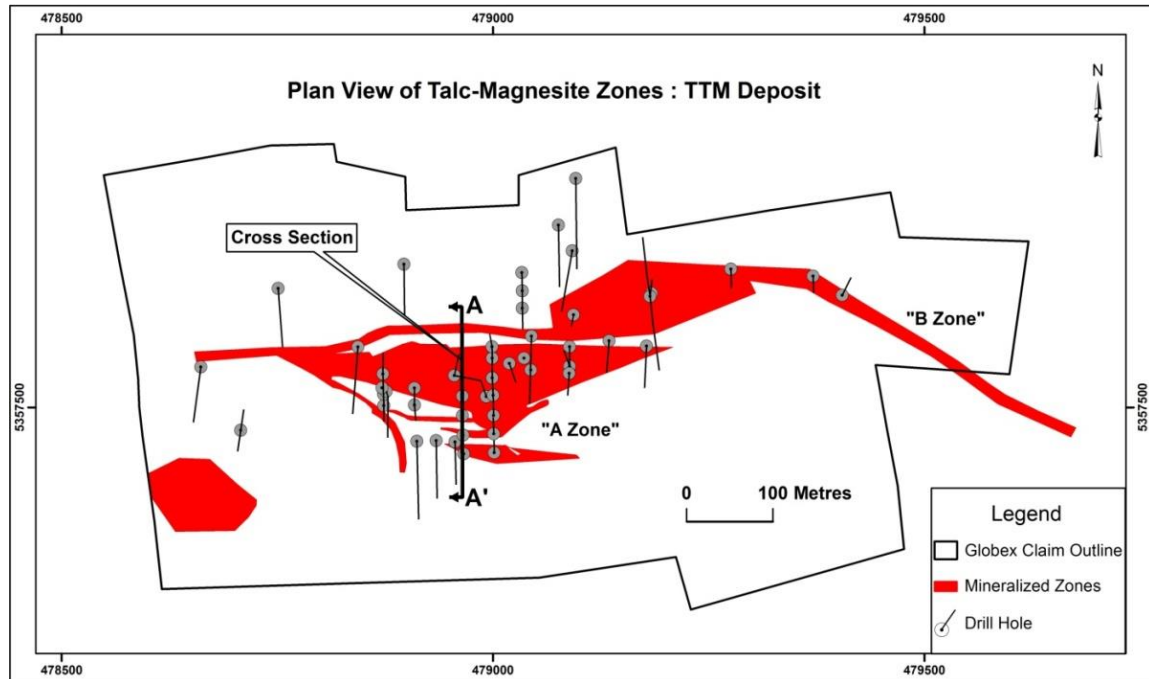 478500 479000 479500
Plan View of Talc-Magnesite Zones : TTM Deposit
N
Cross Section
A
"B Zone"
5357500
5357500
"A Zone"
A'
0 100 Metres
Legend
Globex Claim Outline
Mineralized Zones
Drill Hole
478500 479000 479500